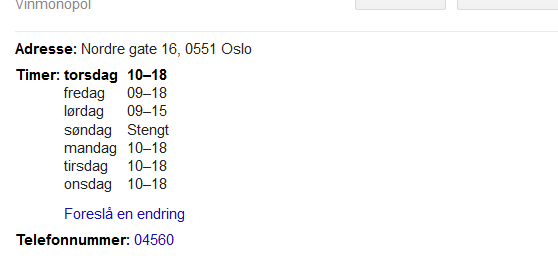 Vinmonopol
Adresse: Nordre gate 16, 0551 Oslo
Timer: torsdag 10–18
fredag 09–18
lørdag 09–15
søndag Stengt
mandag 10–18
tirsdag 10–18
onsdag 10–18
Foreslå en endring
Telefonnummer: 04560